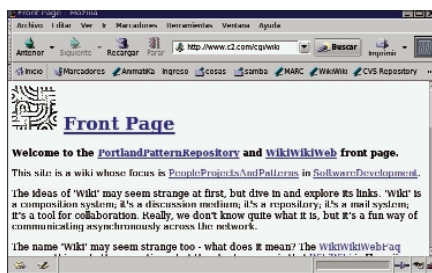 Front Page - Mozilla
Archivo Editar Ver Ir Marcadores Herramientas Ventana Ayuda
http://www.c2.com/cgi/wiki Buscar
Anterior Siguiente Recargar Parar Imprimir
Inicio Marcadores AnimatiKa Ingreso cosas samba MARC WikiWiki CVS Repository
Front Page
Welcome to the PortlandPatternRepository and WikiWikiWeb front page.
This site is a wiki whose focus is PeopleProjectsAndPatterns in SoftwareDevelopment.
The ideas of 'Wiki' may seem strange at first, but dive in and explore its links. 'Wiki' is
a composition system; it's a discussion medium; it's a repository; it's a mail system;
it's a tool for collaboration. Really, we don't know quite what it is, but it's a fun way of
communicating asynchronously across the network.
The name 'Wiki' may seem strange too - what does it mean? The WikiWikiWebFaq